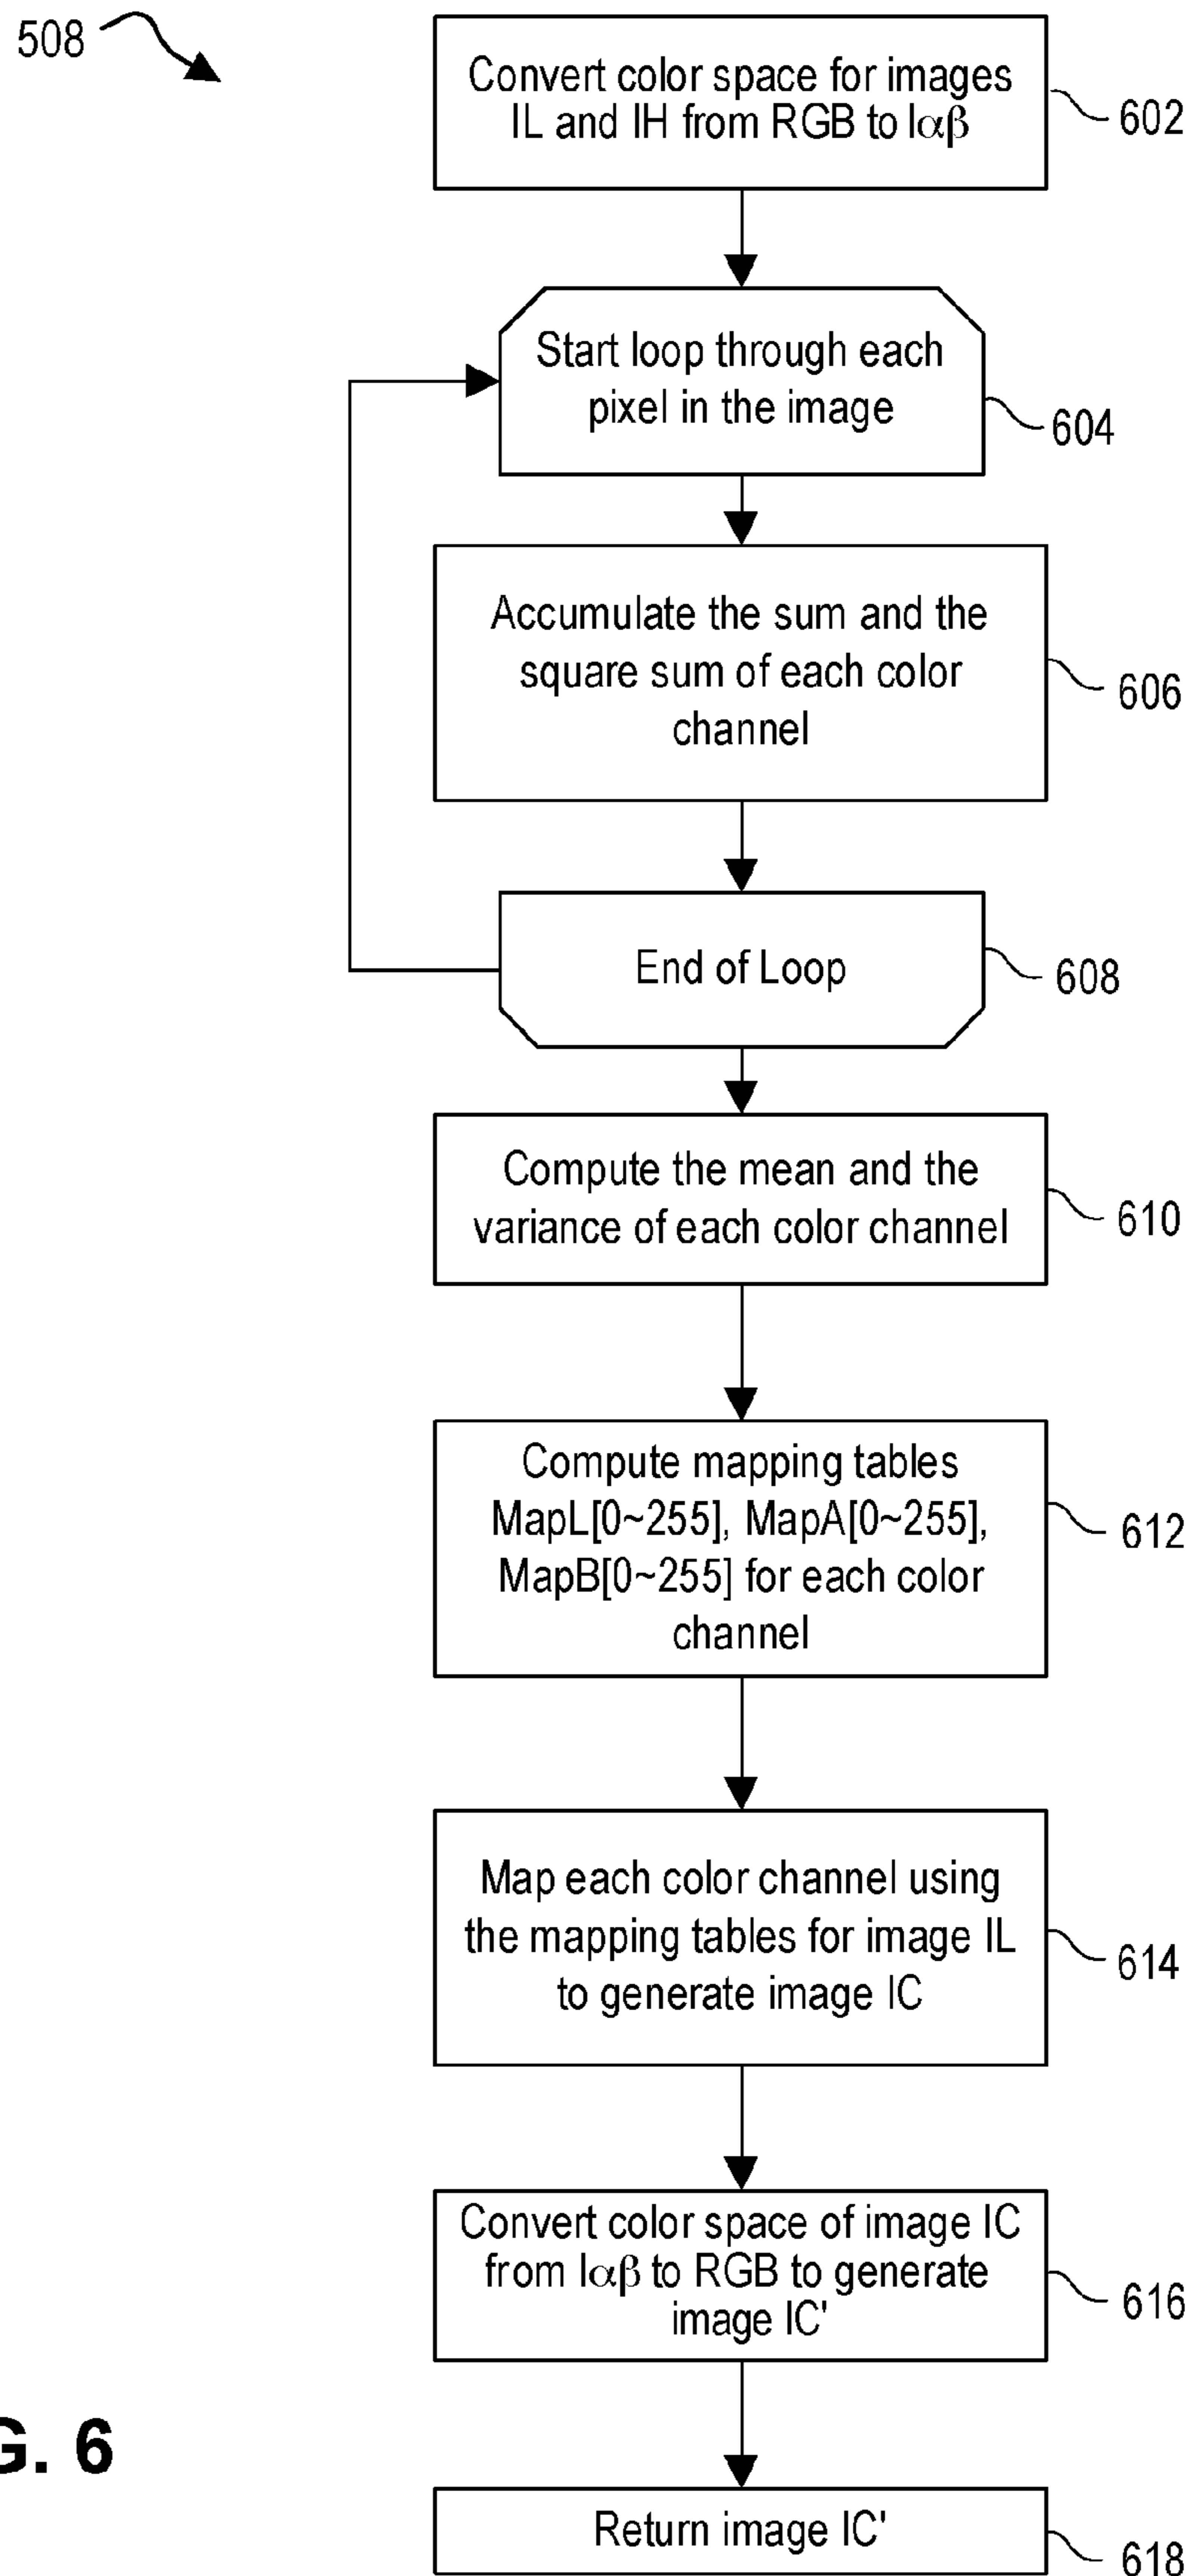 508
Convert color space for images
IL and IH from RGB to lαβ
602
Start loop through each
pixel in the image
604
Accumulate the sum and the
square sum of each color
channel
606
End of Loop
608
Compute the mean and the
variance of each color channel
610
Compute mapping tables
MapL[0~255], MapA[0~255],
MapB[0~255] for each color
channel
612
Map each color channel using
the mapping tables for image IL
to generate image IC
614
Convert color space of image IC
from lαβ to RGB to generate
image IC'
616
G. 6
Return image IC'
618